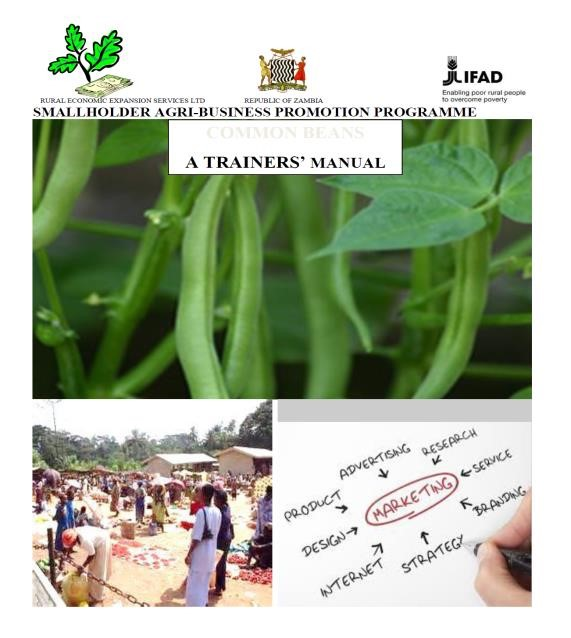 RURAL ECONOMIC EXPANSION SERVICES LTD
REPUBLIC OF ZAMBIA
IFAD
Enabling poor rural people
to overcome poverty
SMALLHOLDER AGRI-BUSINESS PROMOTION PROGRAMME
COMMON BEANS
A TRAINERS' MANUAL
ADVERTISING
RESEARCH
PRODUCT
MARKETING
SERVICE
DESIGN
BRANDING
INTERNET
STRATEGY